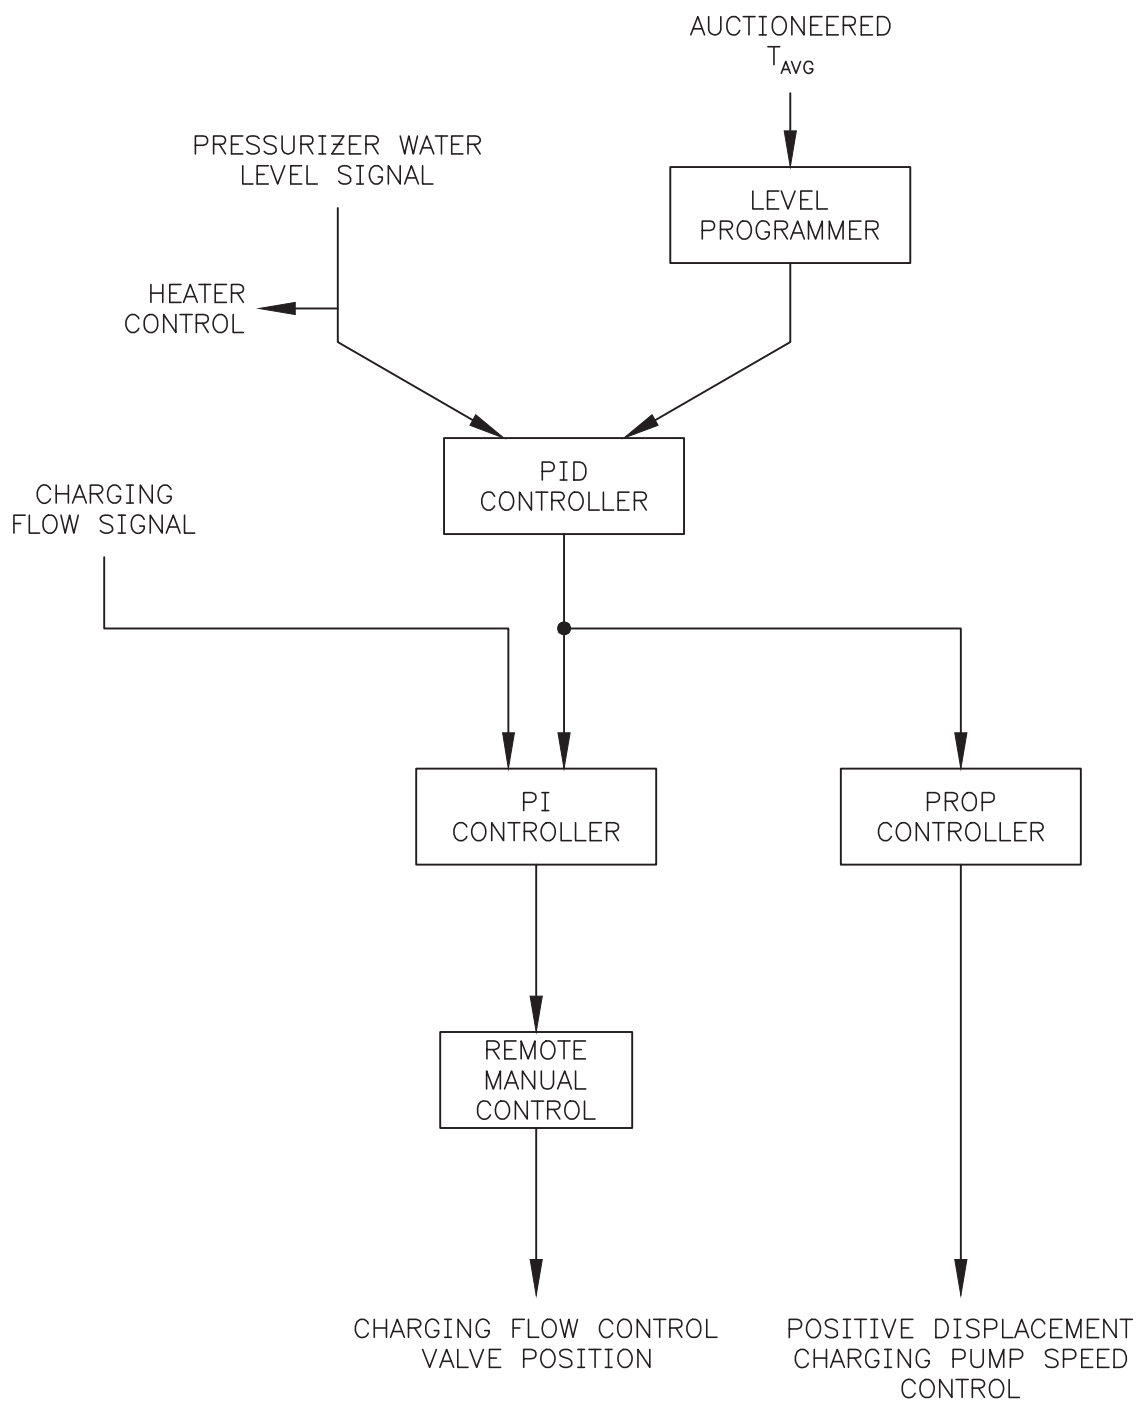 AUCTIONEERED
TAVG
PRESSURIZER WATER
LEVEL SIGNAL
LEVEL
PROGRAMMER
HEATER
CONTROL
PID
CONTROLLER
CHARGING
FLOW SIGNAL
PI
CONTROLLER
PROP
CONTROLLER
REMOTE
MANUAL
CONTROL
CHARGING FLOW CONTROL
VALVE POSITION
POSITIVE DISPLACEMENT
CHARGING PUMP SPEED
CONTROL